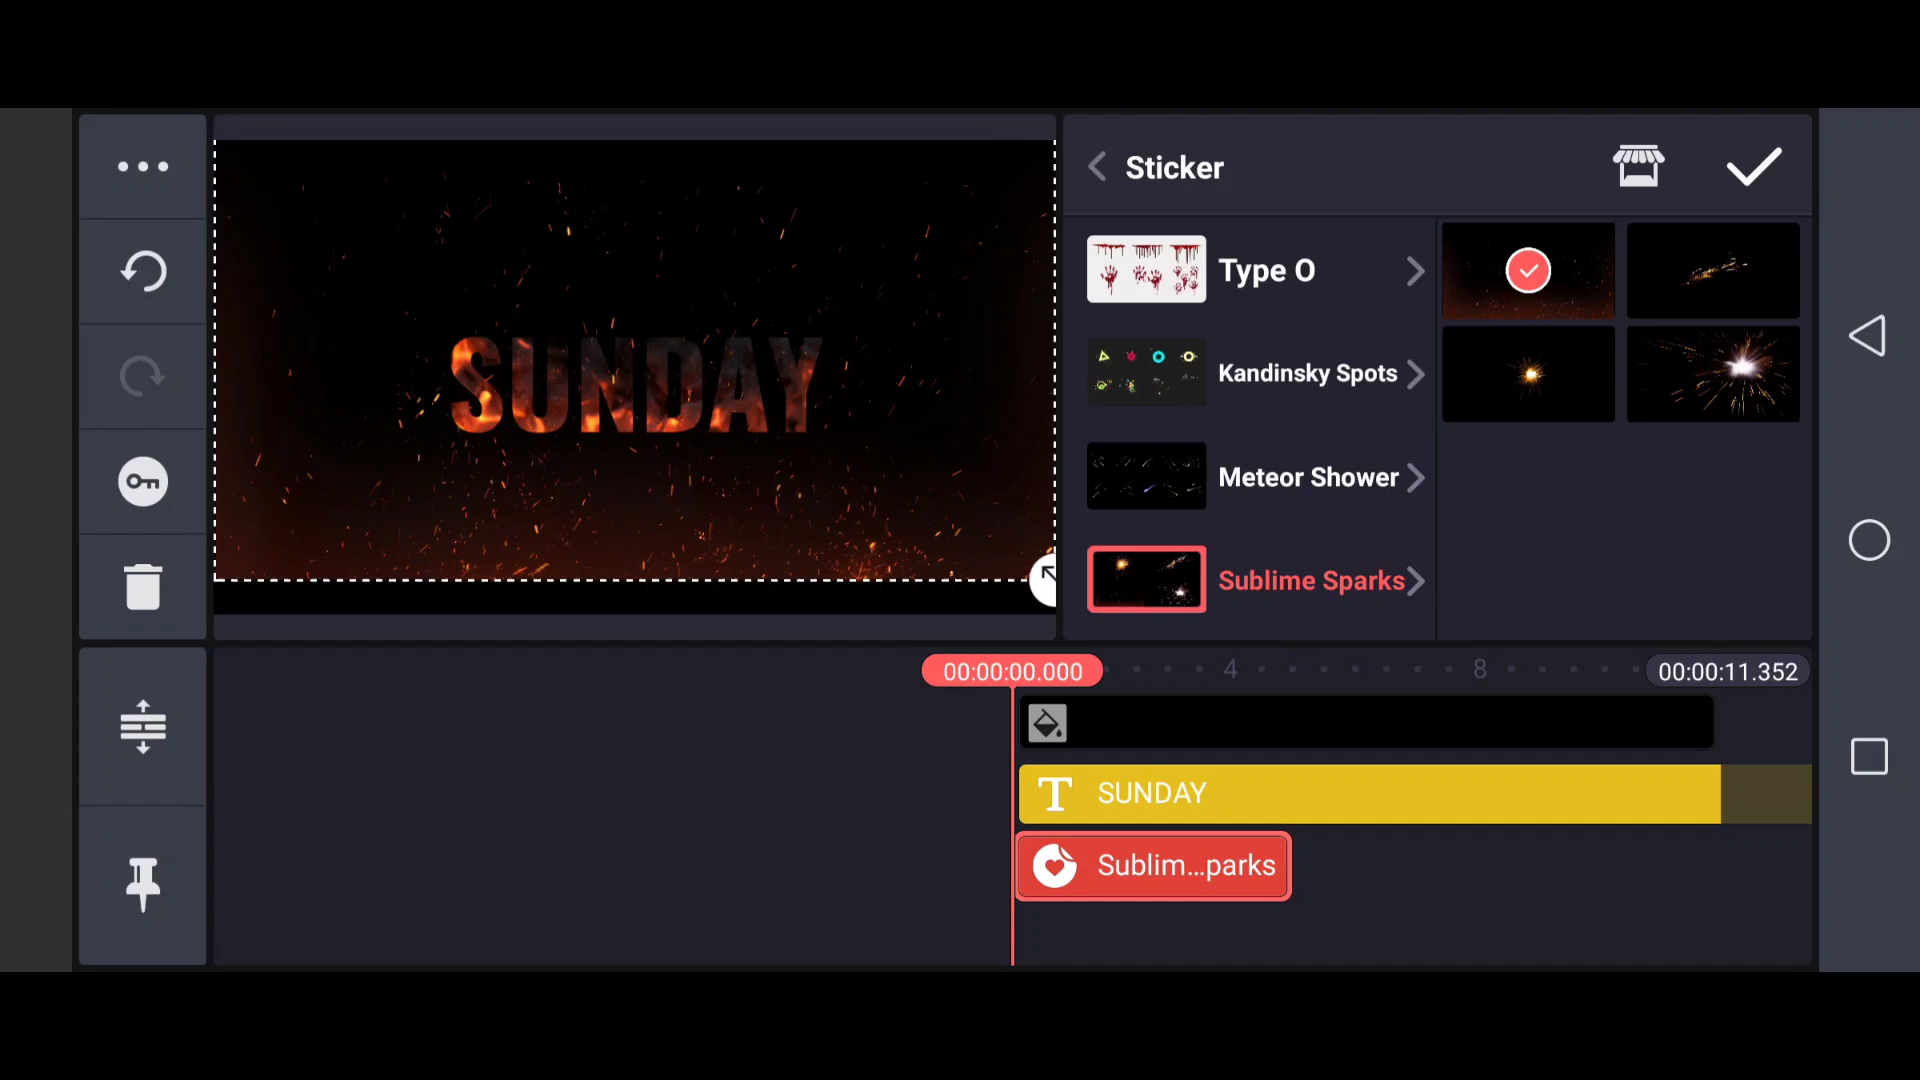 Sticker
Type O
Kandinsky Spots
Meteor Shower
Sublime Sparks
SUNDAY
00:00:00.000
4
8
00:00:11.352
T SUNDAY
Sublim...parks